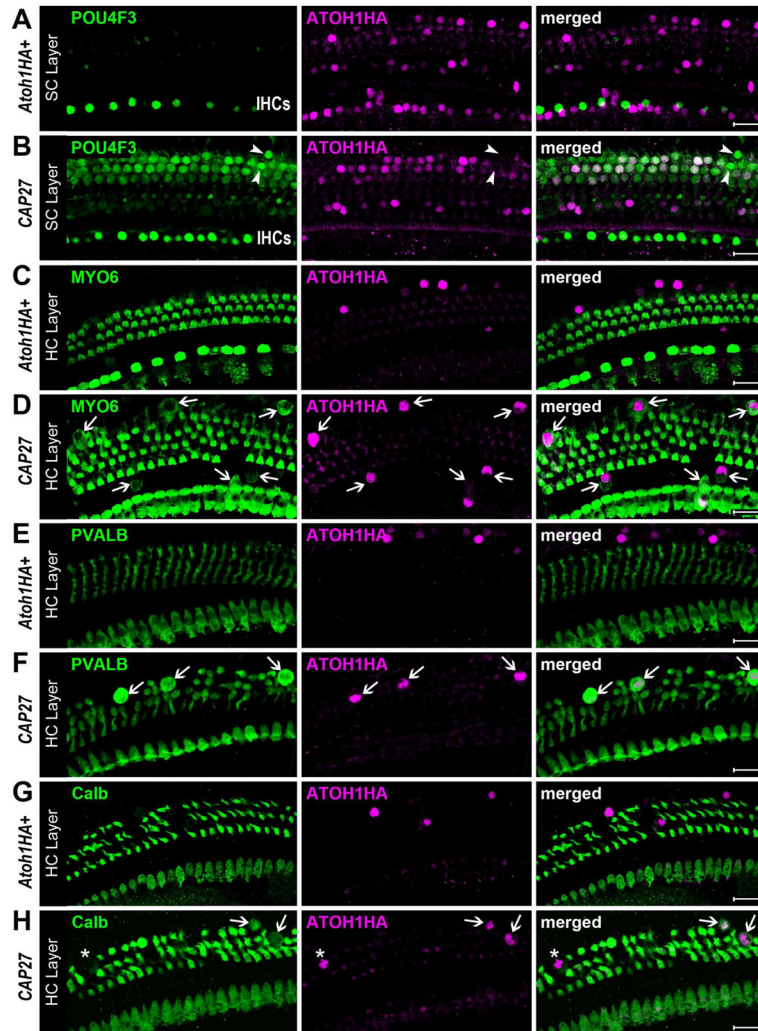 A
Atoh1HA+
SC Layer
POU4F3
IHCs
ATOH1HA
merged
B
CAP27
SC Layer
POU4F3
IHCs
ATOH1HA
merged
C
Atoh1HA+
HC Layer
MYO6
ATOH1HA
merged
D
CAP27
HC Layer
MYO6
ATOH1HA
merged
E
Atoh1HA+
HC Layer
PVALB
ATOH1HA
merged
F
CAP27
HC Layer
PVALB
ATOH1HA
merged
G
Atoh1HA+
HC Layer
Calb
ATOH1HA
merged
H
CAP27
HC Layer
Calb
*
ATOH1HA
*
merged
*